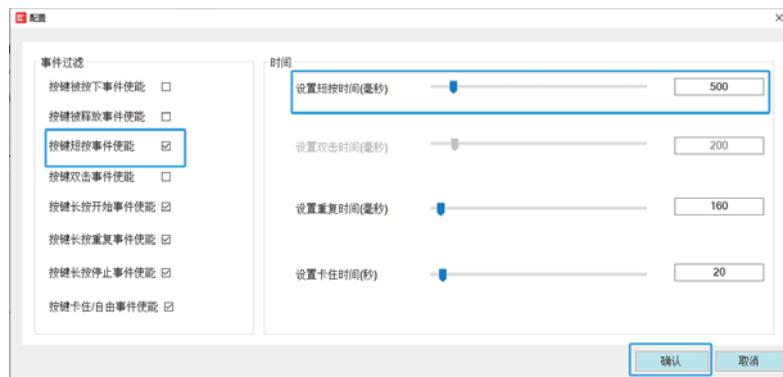 配置
事件过滤
按键被按下事件使能
按键被释放事件使能
按键短按事件使能
按键双击事件使能
按键长按开始事件使能
按键长按重复事件使能
按键长按停止事件使能
按键卡住/自由事件使能
时间
设置短按时间(毫秒) 500
设置双击时间(毫秒) 200
设置重复时间(毫秒) 160
设置卡住时间(秒) 20
确认 取消